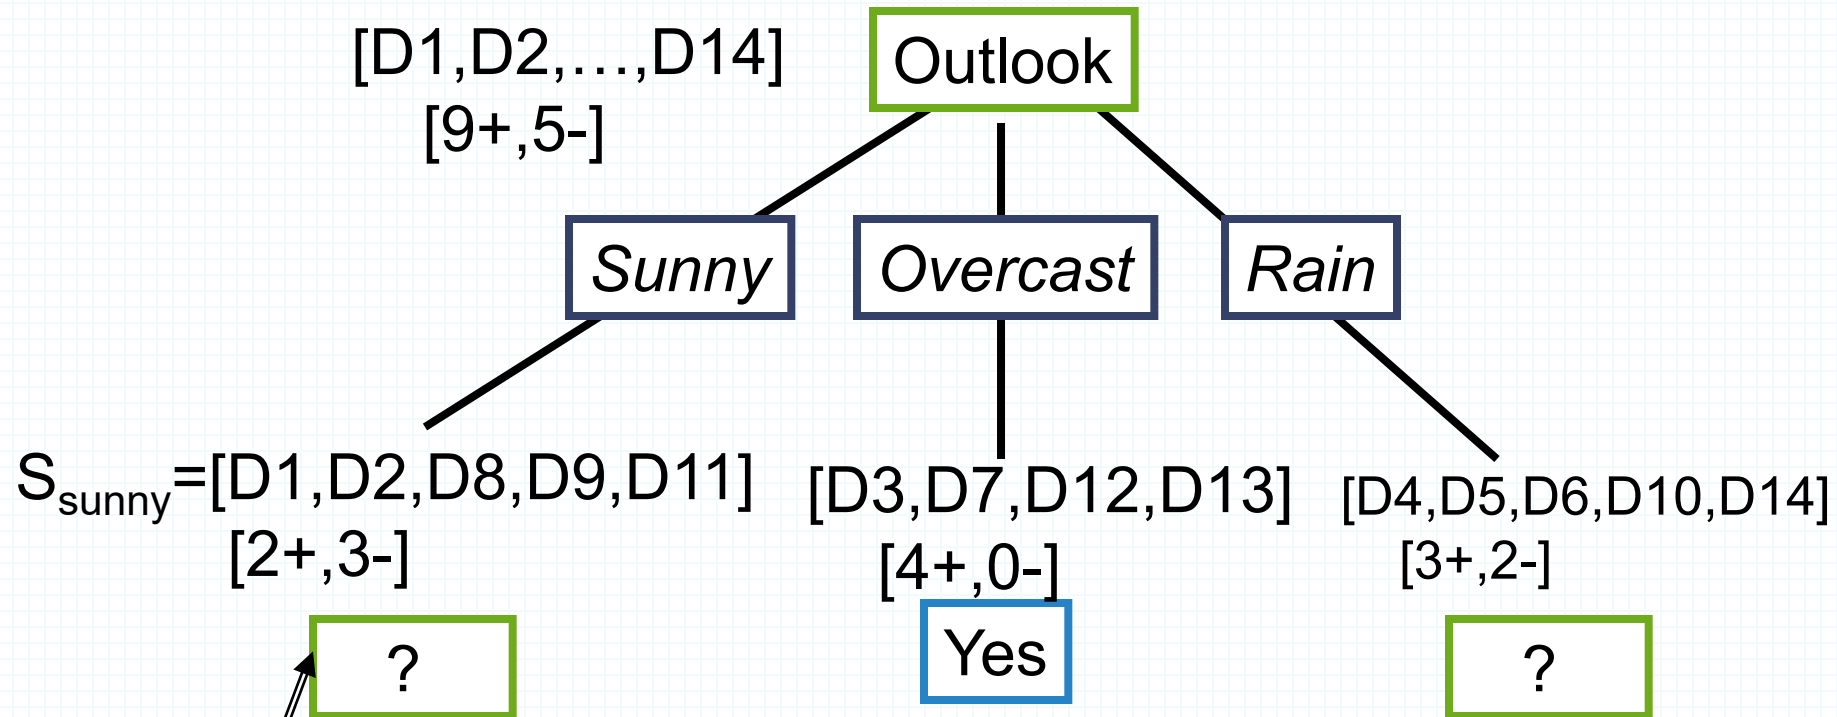 [D1,D2,…,D14]
Outlook
[9+,5-]
Sunny
Overcast
Rain
Ssunny=[D1,D2,D8,D9,D11]
[D3,D7,D12,D13]
[D4,D5,D6,D10,D14]
[2+,3-]
[4+,0-]
[3+,2-]
?
Yes
?